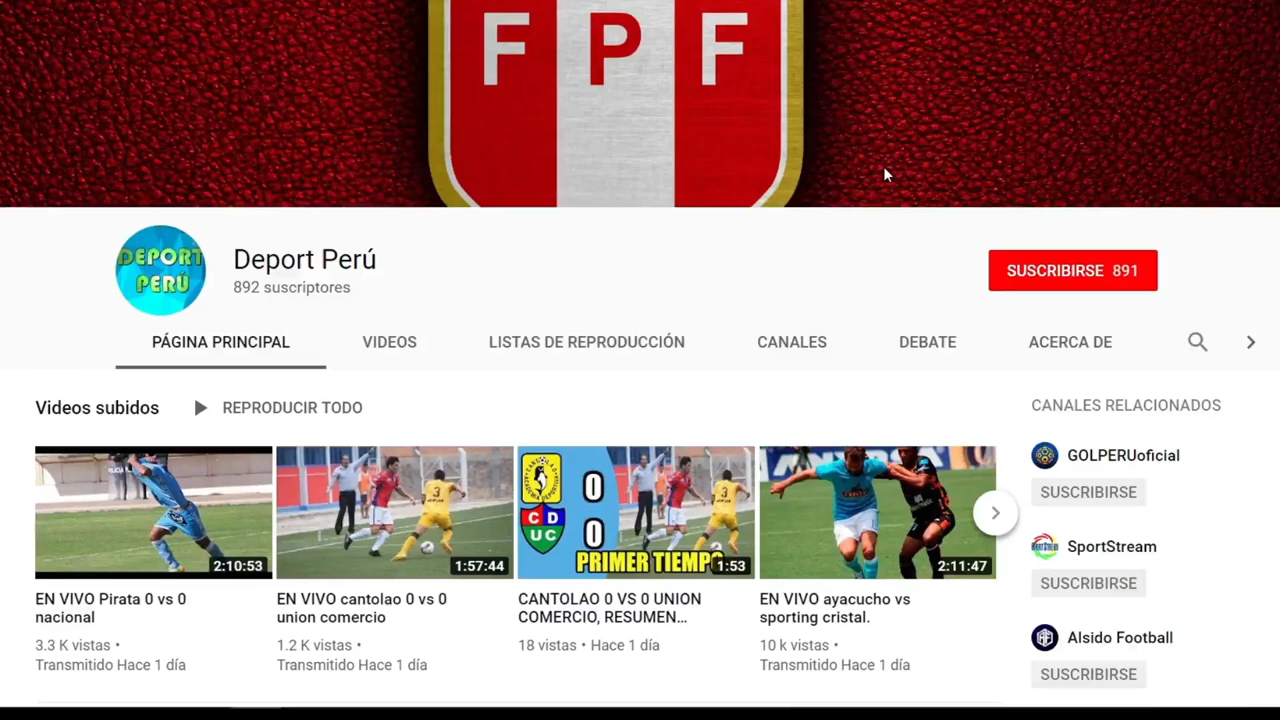 FPF
DEPORT
PERÚ
Deport Perú
892 suscriptores
SUSCRIBIRSE 891
PÁGINA PRINCIPAL
VIDEOS
LISTAS DE REPRODUCCIÓN
CANALES
DEBATE
ACERCA DE
Videos subidos
REPRODUCIR TODO
2:10:53
EN VIVO Pirata 0 vs 0
nacional
3.3 K vistas •
Transmitido Hace 1 día
3
1:57:44
EN VIVO cantolao 0 vs 0
union comercio
1.2 K vistas •
Transmitido Hace 1 día
0
C D
U C
0
3
PRIMER TIEMPO
1:53
CANTOLAO 0 VS 0 UNION
COMERCIO, RESUMEN...
18 vistas • Hace 1 día
2:11:47
EN VIVO ayacucho vs
sporting cristal.
10 k vistas •
Transmitido Hace 1 día
CANALES RELACIONADOS
GOLPERUoficial
SUSCRIBIRSE
SportStream
SUSCRIBIRSE
Alsido Football
SUSCRIBIRSE